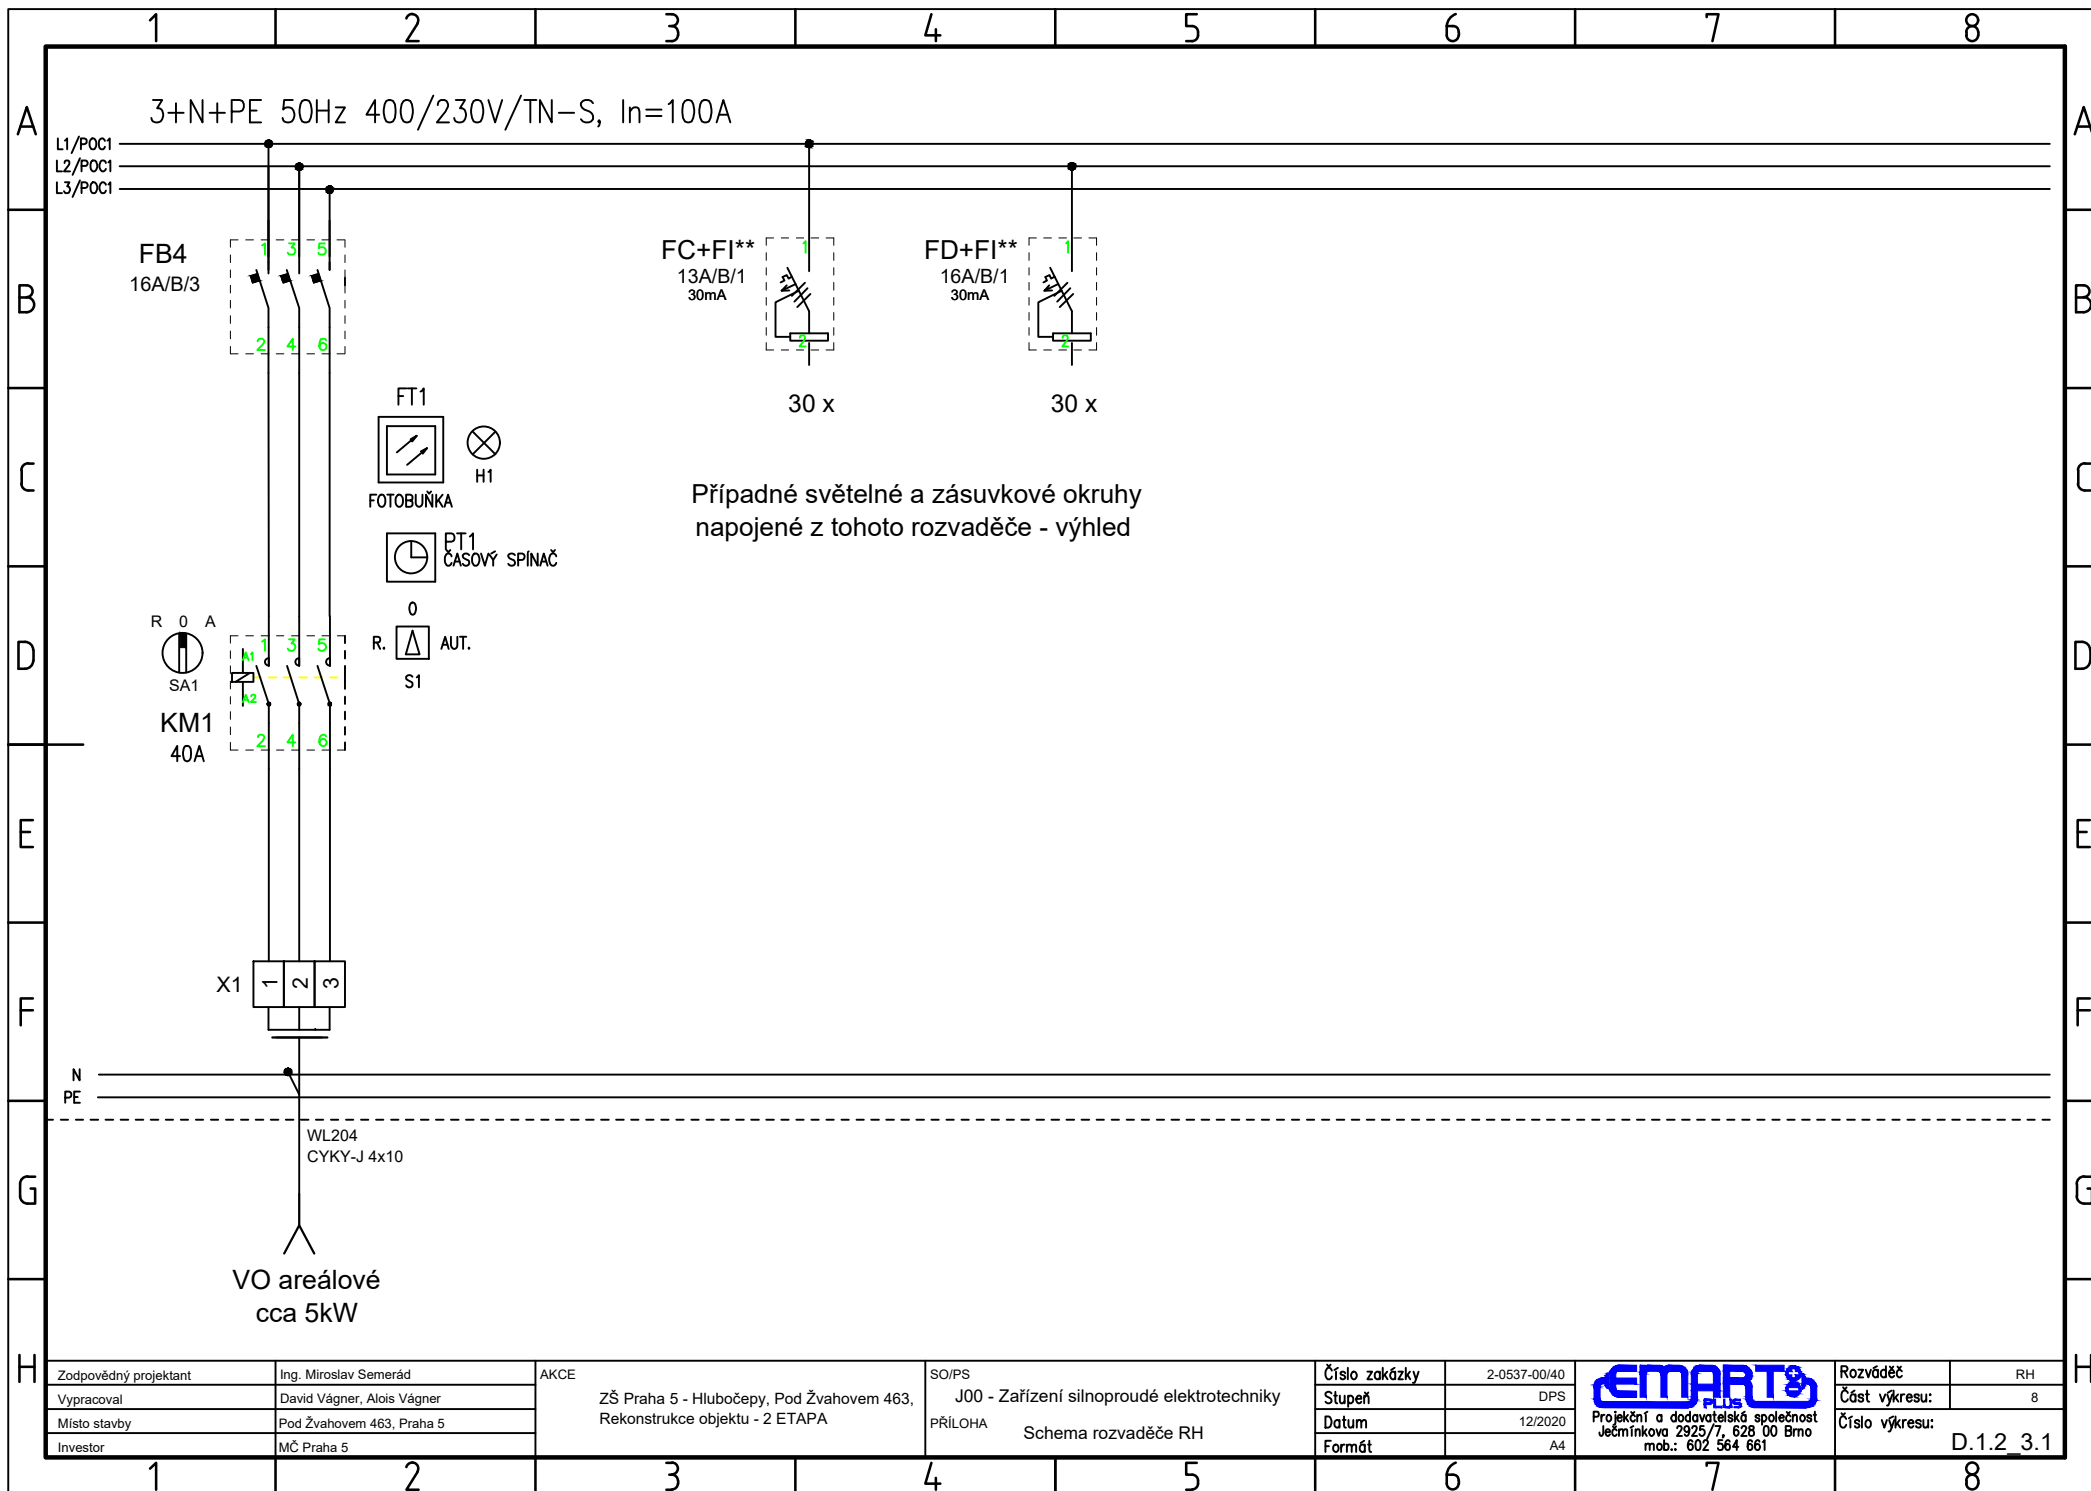 1 2 3 4 5 6 7 8
A A
3+N+PE 50Hz 400/230V/TN-S, In=100A
L1/POC1
L2/POC1
L3/POC1
B B
FB4
16A/B/3
1 3 5
2 4 6
FC+FI**
13A/B/1
30mA
1
2
30 x
FD+FI**
16A/B/1
30mA
1
2
30 x
C C
FT1
FOTOBUŇKA
H1
Případné světelné a zásuvkové okruhy
napojené z tohoto rozvaděče - výhled
PT1
ČASOVÝ SPÍNAČ
D D
R 0 A
SA1
0
R. AUT.
S1
A1
A2
1 3 5
2 4 6
KM1
40A
E E
F F
X1 1 2 3
N
PE
G G
WL204
CYKY-J 4x10
VO areálové
cca 5kW
H H
Zodpovědný projektant Ing. Miroslav Semerád
Vypracoval David Vágner, Alois Vágner
Místo stavby Pod Žvahovem 463, Praha 5
Investor MČ Praha 5
AKCE
ZŠ Praha 5 - Hlubočepy, Pod Žvahovem 463,
Rekonstrukce objektu - 2 ETAPA
SO/PS
J00 - Zařízení silnoproudé elektrotechniky
PŘÍLOHA
Schema rozvaděče RH
Číslo zakázky 2-0537-00/40
Stupeň DPS
Datum 12/2020
Formát A4
EMART
PLUS
Projekční a dodavatelská společnost
Ječmínkova 2925/7, 628 00 Brno
mob.: 602 564 661
Rozváděč RH
Část výkresu: 8
Číslo výkresu:
D.1.2_3.1
1 2 3 4 5 6 7 8